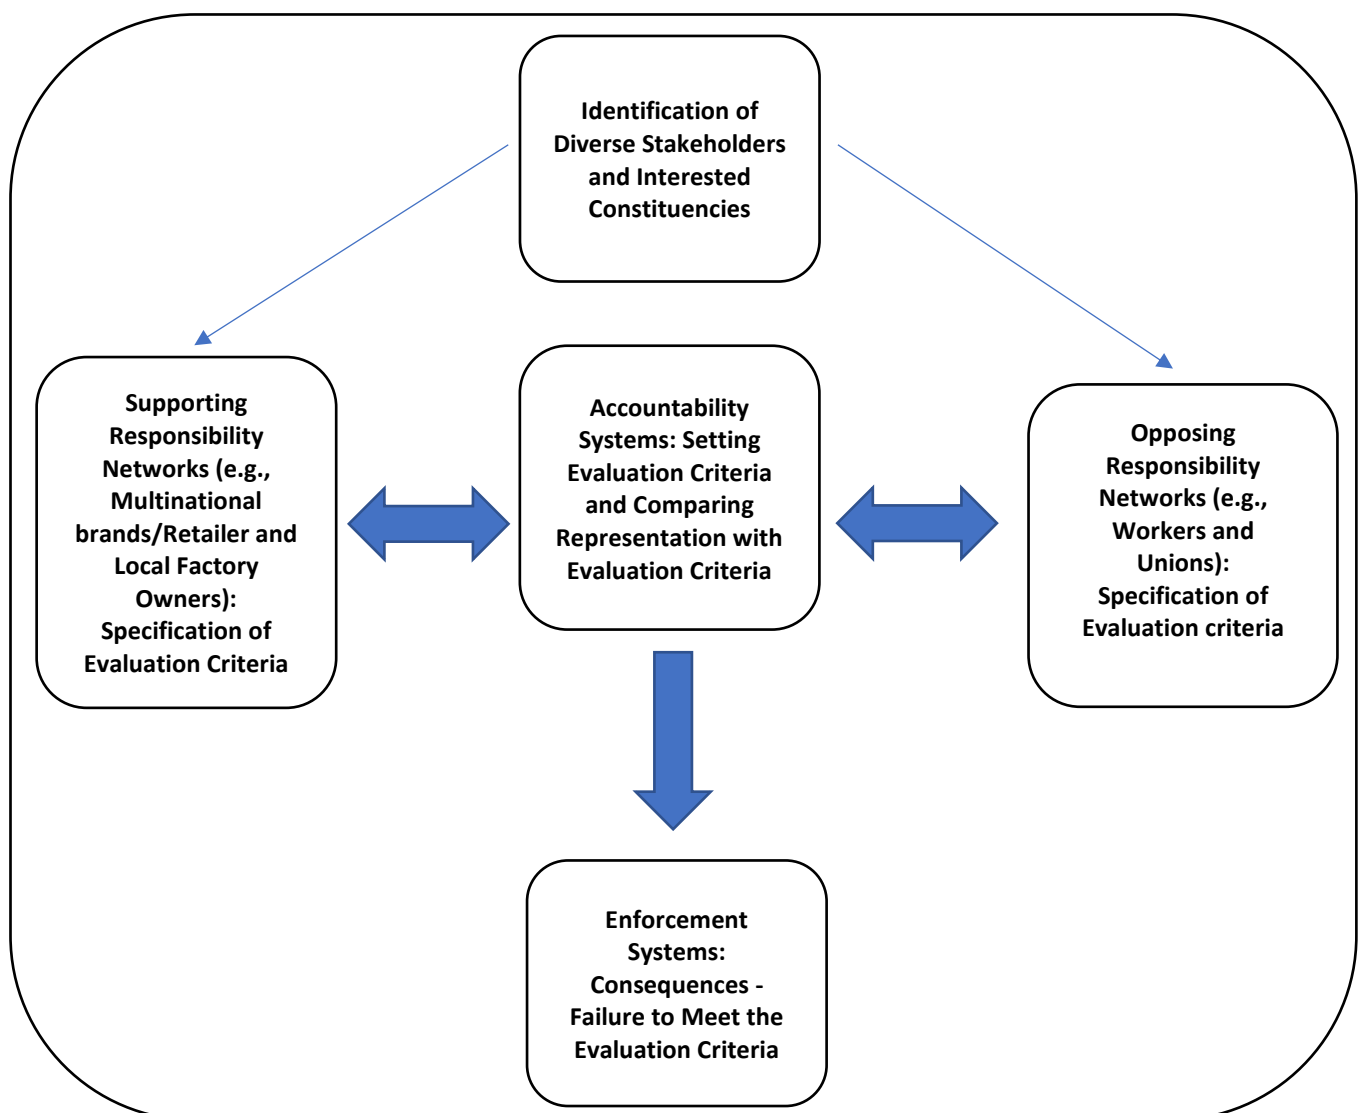 Identification of
Diverse Stakeholders
and Interested
Constituencies
Supporting
Responsibility
Networks (e.g.,
Multinational
brands/Retailer and
Local Factory
Owners):
Specification of
Evaluation Criteria
Accountability
Systems: Setting
Evaluation Criteria
and Comparing
Representation with
Evaluation Criteria
Opposing
Responsibility
Networks (e.g.,
Workers and
Unions):
Specification of
Evaluation criteria
Enforcement
Systems:
Consequences -
Failure to Meet the
Evaluation Criteria